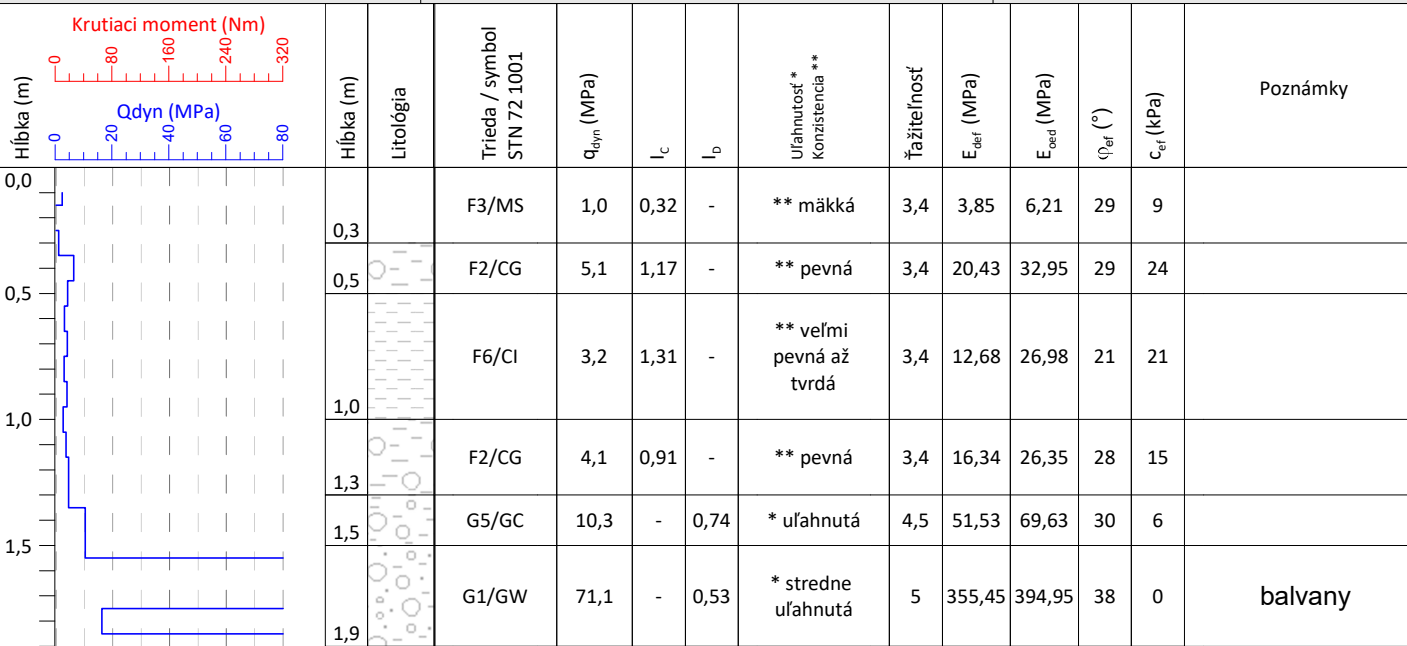 Krutiaci moment (Nm)
0 80 160 240 320
Qdyn (MPa)
0 20 40 60 80
Hĺbka (m)
Hĺbka (m)
Litológia
Trieda / symbol
STN 72 1001
q_dyn (MPa)
I_C
I_D
Uľahnutosť *
Konzistencia **
Ťažiteľnosť
E_def (MPa)
E_oed (MPa)
φ_ef (°)
c_ef (kPa)
Poznámky
0,0
0,5
1,0
1,5
0,3 F3/MS 1,0 0,32 - ** mäkká 3,4 3,85 6,21 29 9
0,5 F2/CG 5,1 1,17 - ** pevná 3,4 20,43 32,95 29 24
1,0 F6/CI 3,2 1,31 - ** veľmi
pevná až
tvrdá
3,4 12,68 26,98 21 21
1,3 F2/CG 4,1 0,91 - ** pevná 3,4 16,34 26,35 28 15
1,5 G5/GC 10,3 - 0,74 * uľahnutá 4,5 51,53 69,63 30 6
1,9 G1/GW 71,1 - 0,53 * stredne
uľahnutá
5 355,45 394,95 38 0 balvany